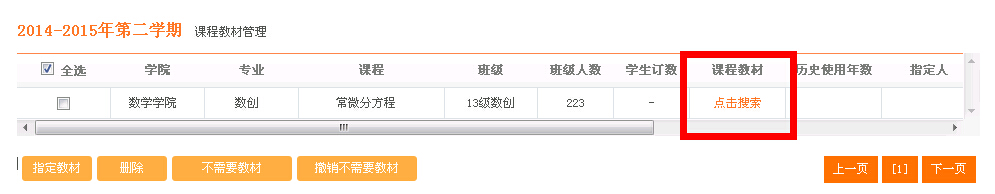 2014-2015年第二学期 课程教材管理
全选 学院 专业 课程 班级 班级人数 学生订数 课程教材 历史使用年数 指定人
数学学院 数创 常微分方程 13级数创 223 - 点击搜索
指定教材 删除 不需要教材 撤销不需要教材 上一页 [1] 下一页